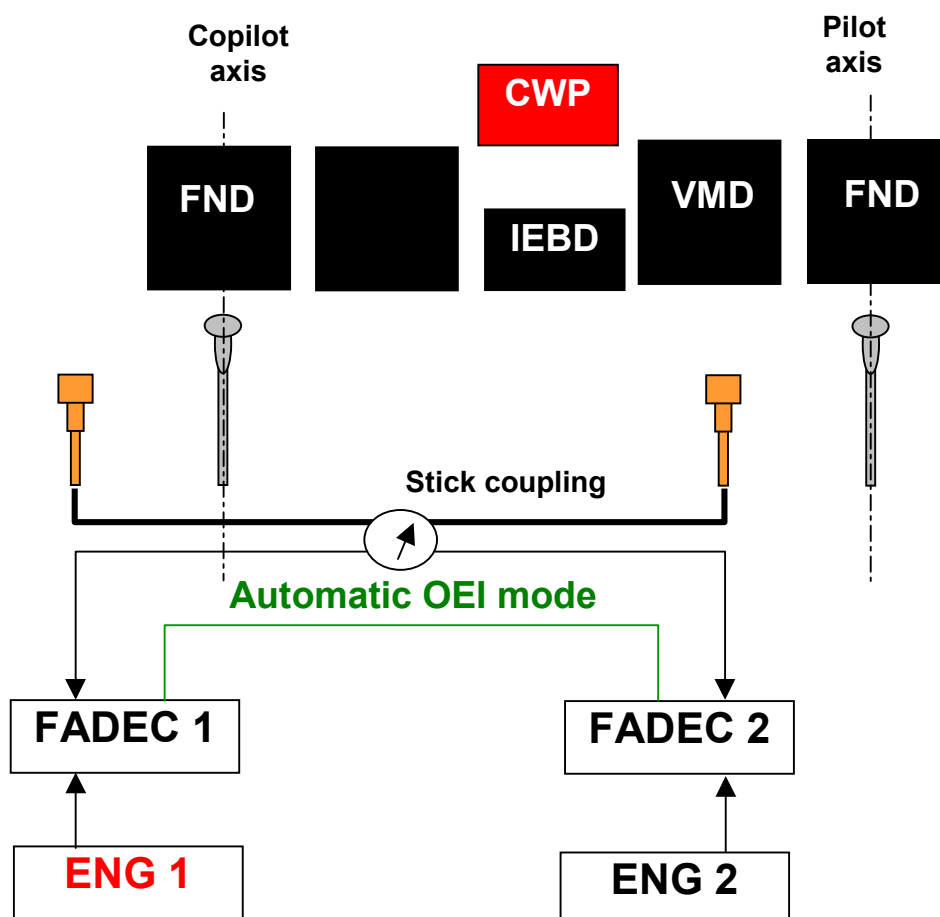 Copilot
axis
Pilot
axis
CWP
FND
VMD
FND
IEBD
Stick coupling
Automatic OEI mode
FADEC 1
FADEC 2
ENG 1
ENG 2